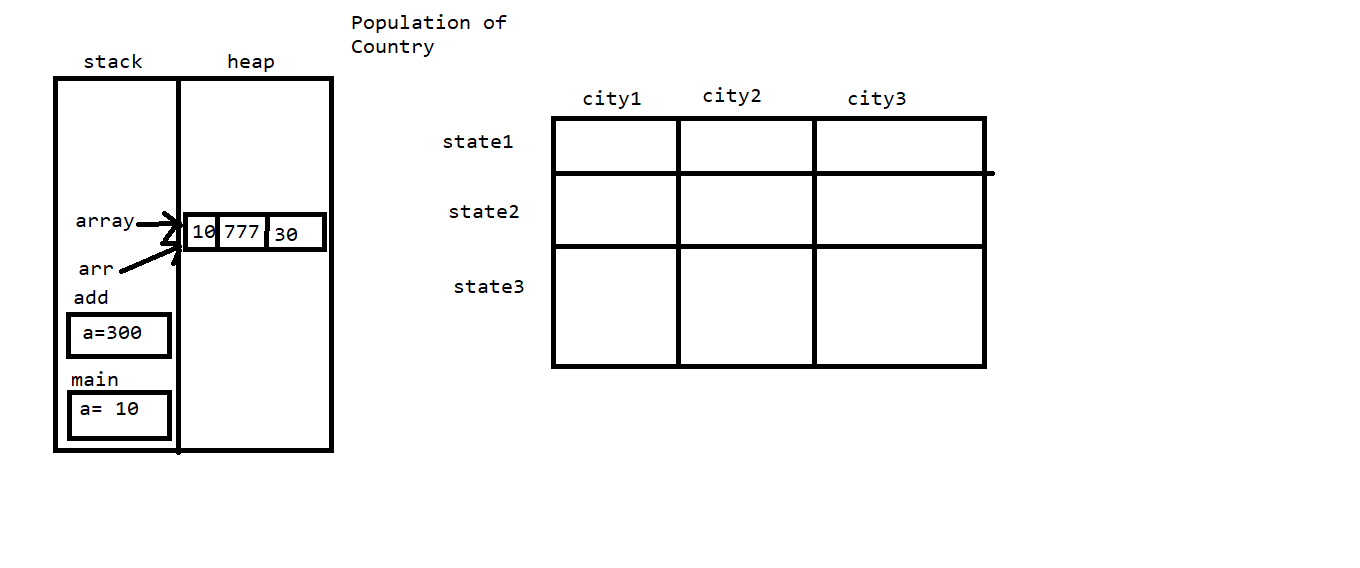 Population of
Country
stack heap
array
10 777 30
arr
add
a=300
main
a= 10
city1 city2 city3
state1
state2
state3